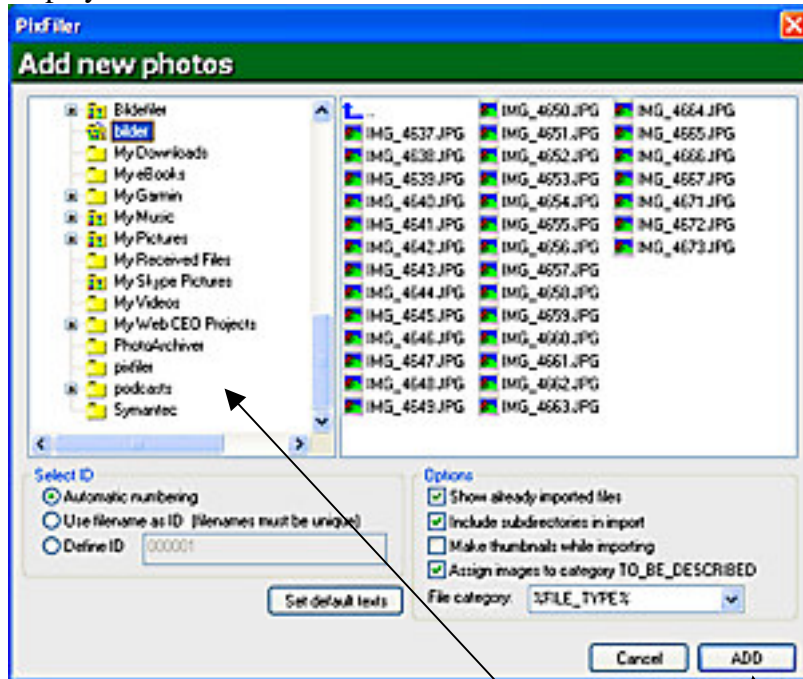 PixFiler
Add new photos
Bildefiler
bilder
My Downloads
My eBooks
My Garmin
My Music
My Pictures
My Received Files
My Skype Pictures
My Videos
My Web CEO Projects
PhotoArchiver
pixfiler
podcasts
Symantec
..
IMG_4637.JPG
IMG_4638.JPG
IMG_4639.JPG
IMG_4640.JPG
IMG_4641.JPG
IMG_4642.JPG
IMG_4643.JPG
IMG_4644.JPG
IMG_4645.JPG
IMG_4646.JPG
IMG_4647.JPG
IMG_4648.JPG
IMG_4649.JPG
IMG_4650.JPG
IMG_4651.JPG
IMG_4652.JPG
IMG_4653.JPG
IMG_4654.JPG
IMG_4655.JPG
IMG_4656.JPG
IMG_4657.JPG
IMG_4658.JPG
IMG_4659.JPG
IMG_4660.JPG
IMG_4661.JPG
IMG_4662.JPG
IMG_4663.JPG
IMG_4664.JPG
IMG_4665.JPG
IMG_4666.JPG
IMG_4667.JPG
IMG_4671.JPG
IMG_4672.JPG
IMG_4673.JPG
Select ID
Automatic numbering
Use filename as ID (filenames must be unique)
Define ID 000001
Set default texts
Options
Show already imported files
Include subdirectories in import
Make thumbnails while importing
Assign images to category TO_BE_DESCRIBED
File category: %FILE_TYPE%
Cancel ADD